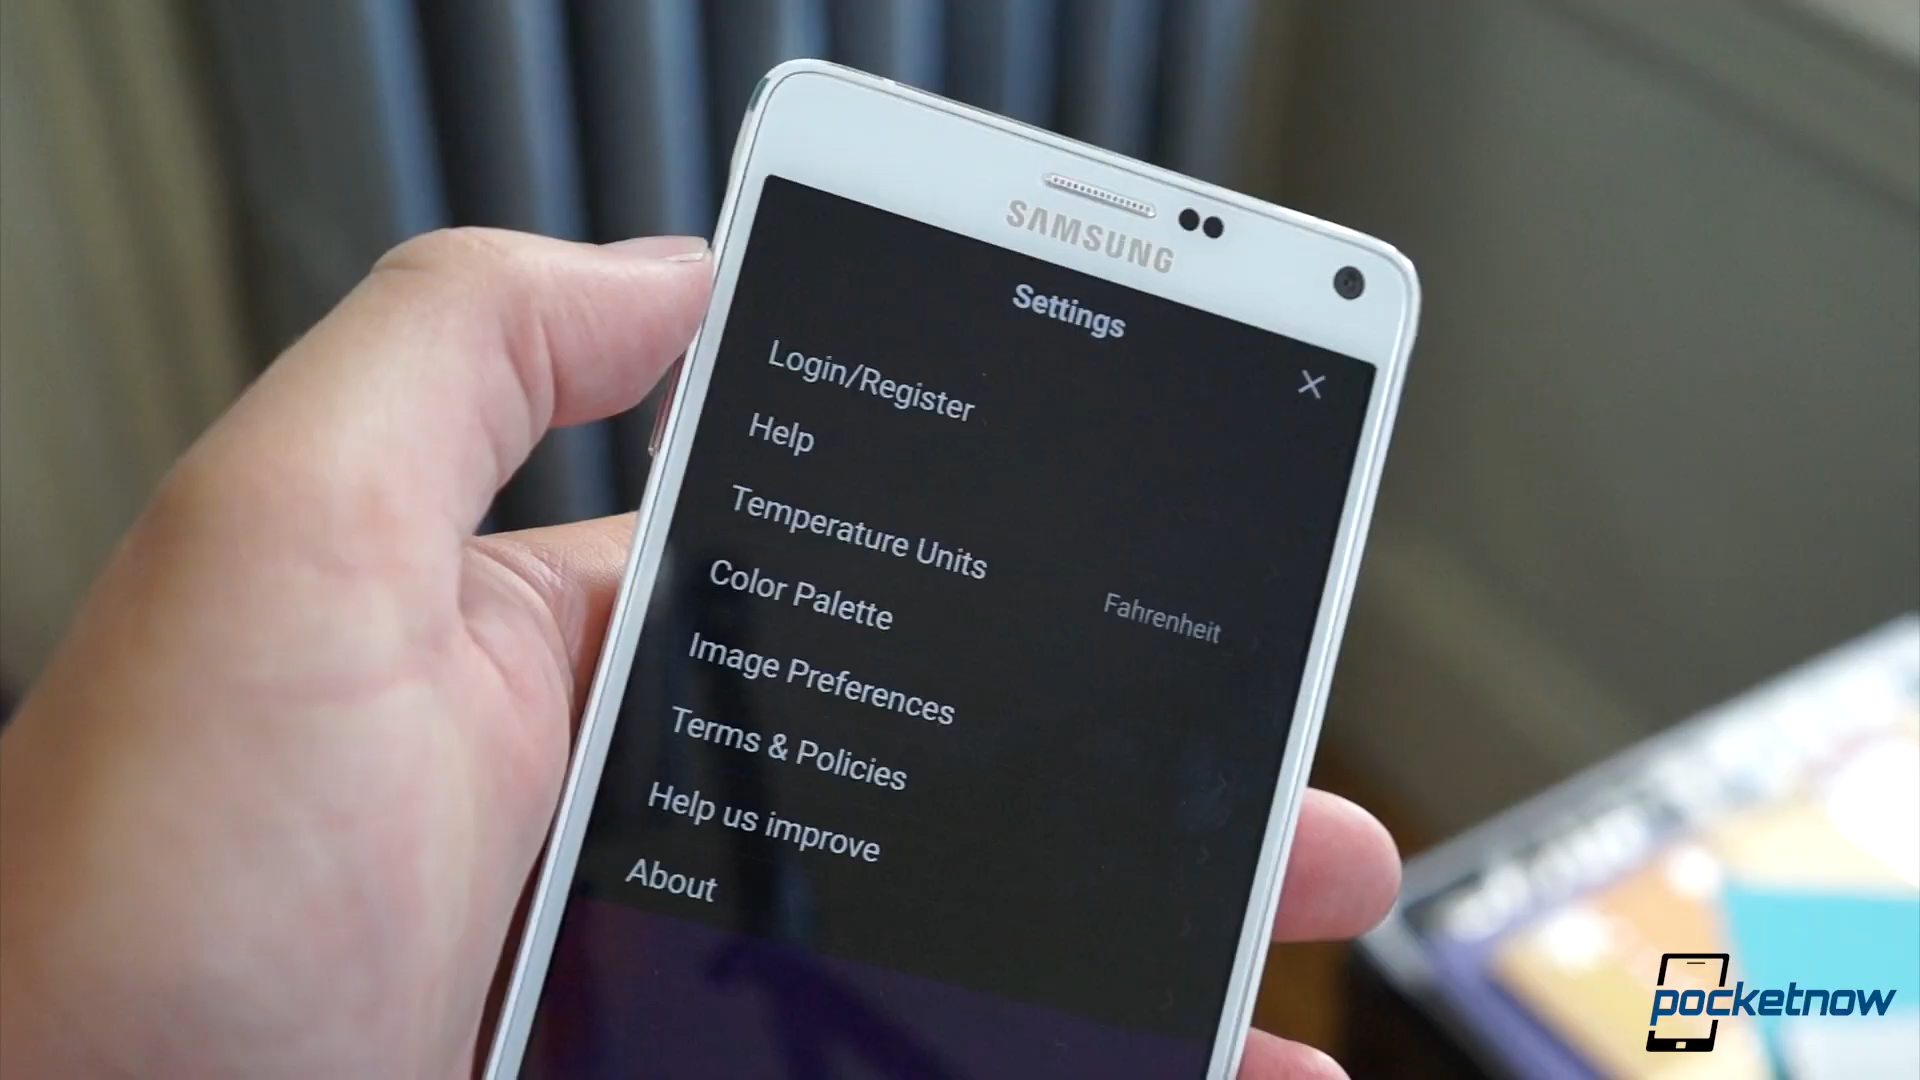 SAMSUNG
Settings
Login/Register
Help
Temperature Units
Fahrenheit
Color Palette
Image Preferences
Terms & Policies
Help us improve
About
pocketnow